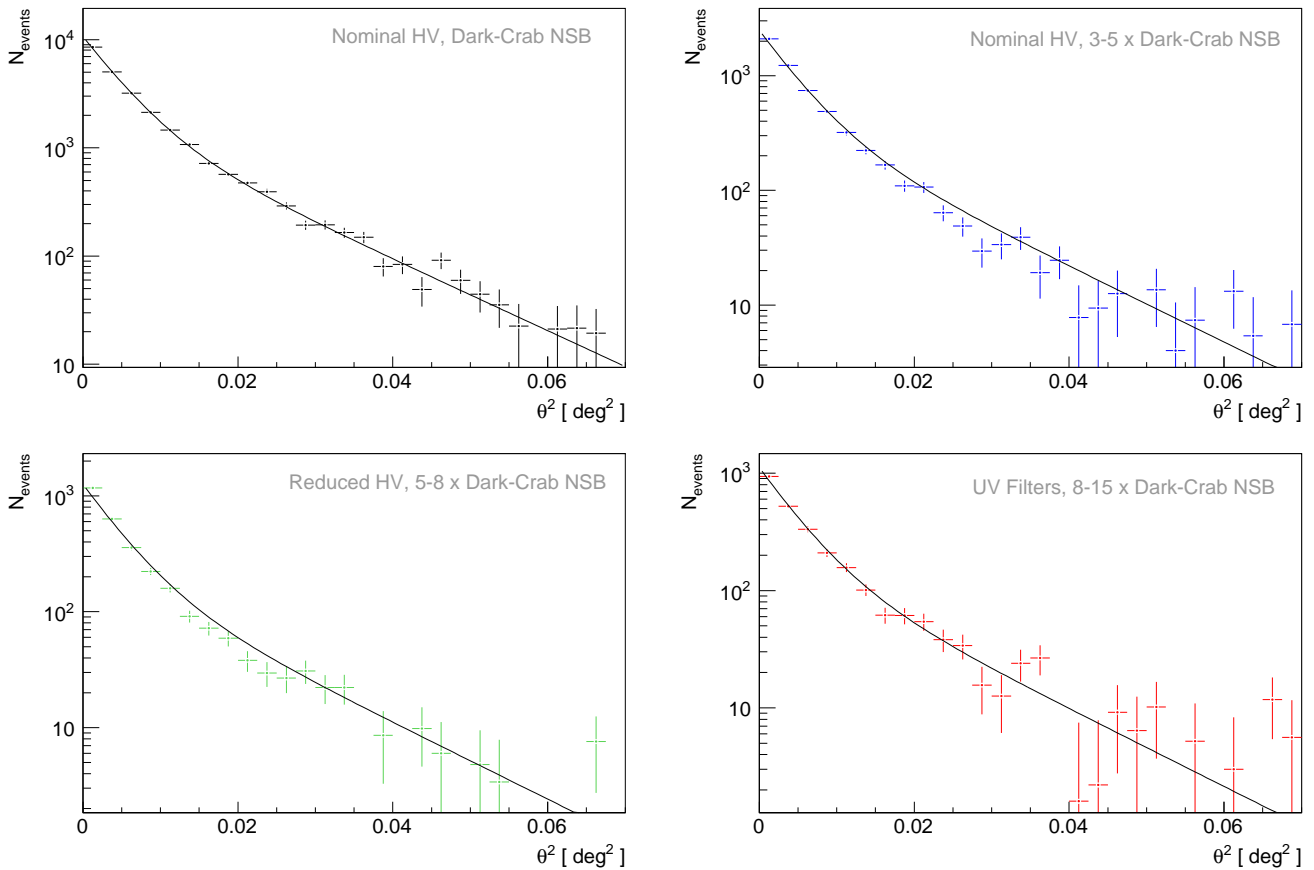 Nominal HV, Dark-Crab NSB
N_events
10^4
10^3
10^2
10
0 0.02 0.04 0.06
θ^2 [ deg^2 ]
Nominal HV, 3-5 x Dark-Crab NSB
N_events
10^3
10^2
10
0 0.02 0.04 0.06
θ^2 [ deg^2 ]
Reduced HV, 5-8 x Dark-Crab NSB
N_events
10^3
10^2
10
0 0.02 0.04 0.06
θ^2 [ deg^2 ]
UV Filters, 8-15 x Dark-Crab NSB
N_events
10^3
10^2
10
0 0.02 0.04 0.06
θ^2 [ deg^2 ]